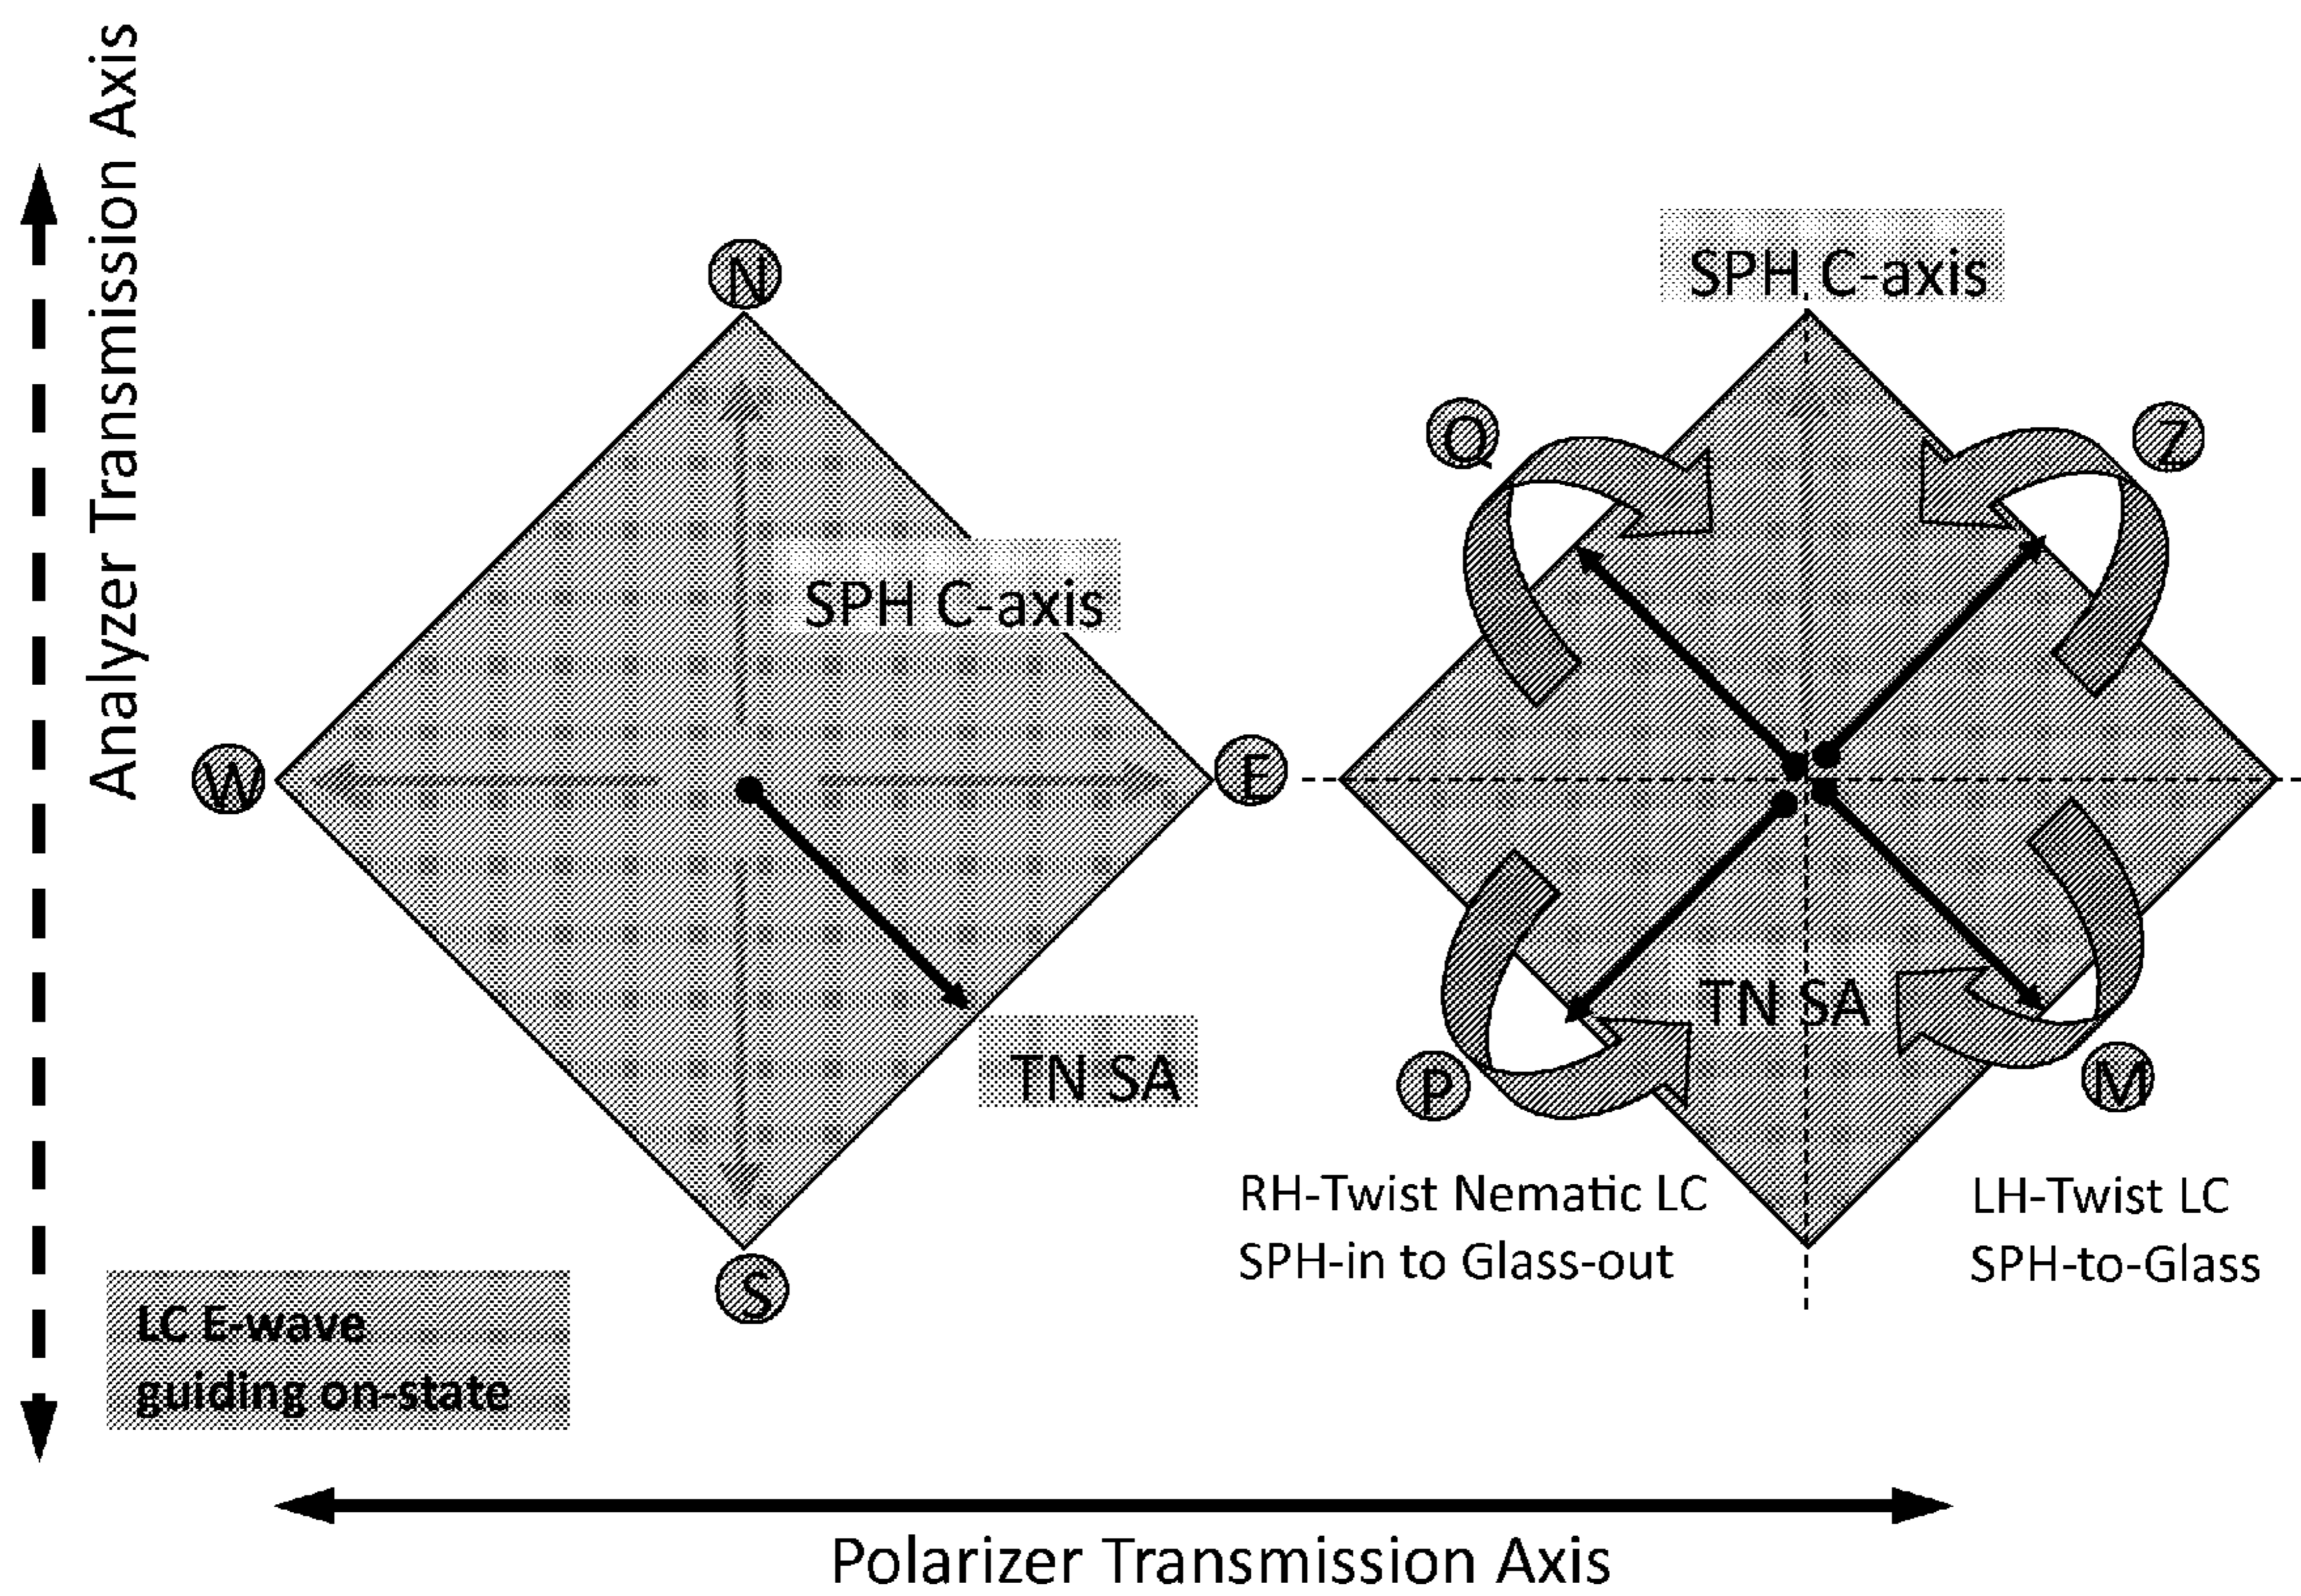 Analyzer Transmission Axis
N
SPH C-axis
W
E
TN SA
S
LC E-wave
guiding on-state
SPH C-axis
Q
Z
TN SA
P
M
RH-Twist Nematic LC
SPH-in to Glass-out
LH-Twist LC
SPH-to-Glass
Polarizer Transmission Axis